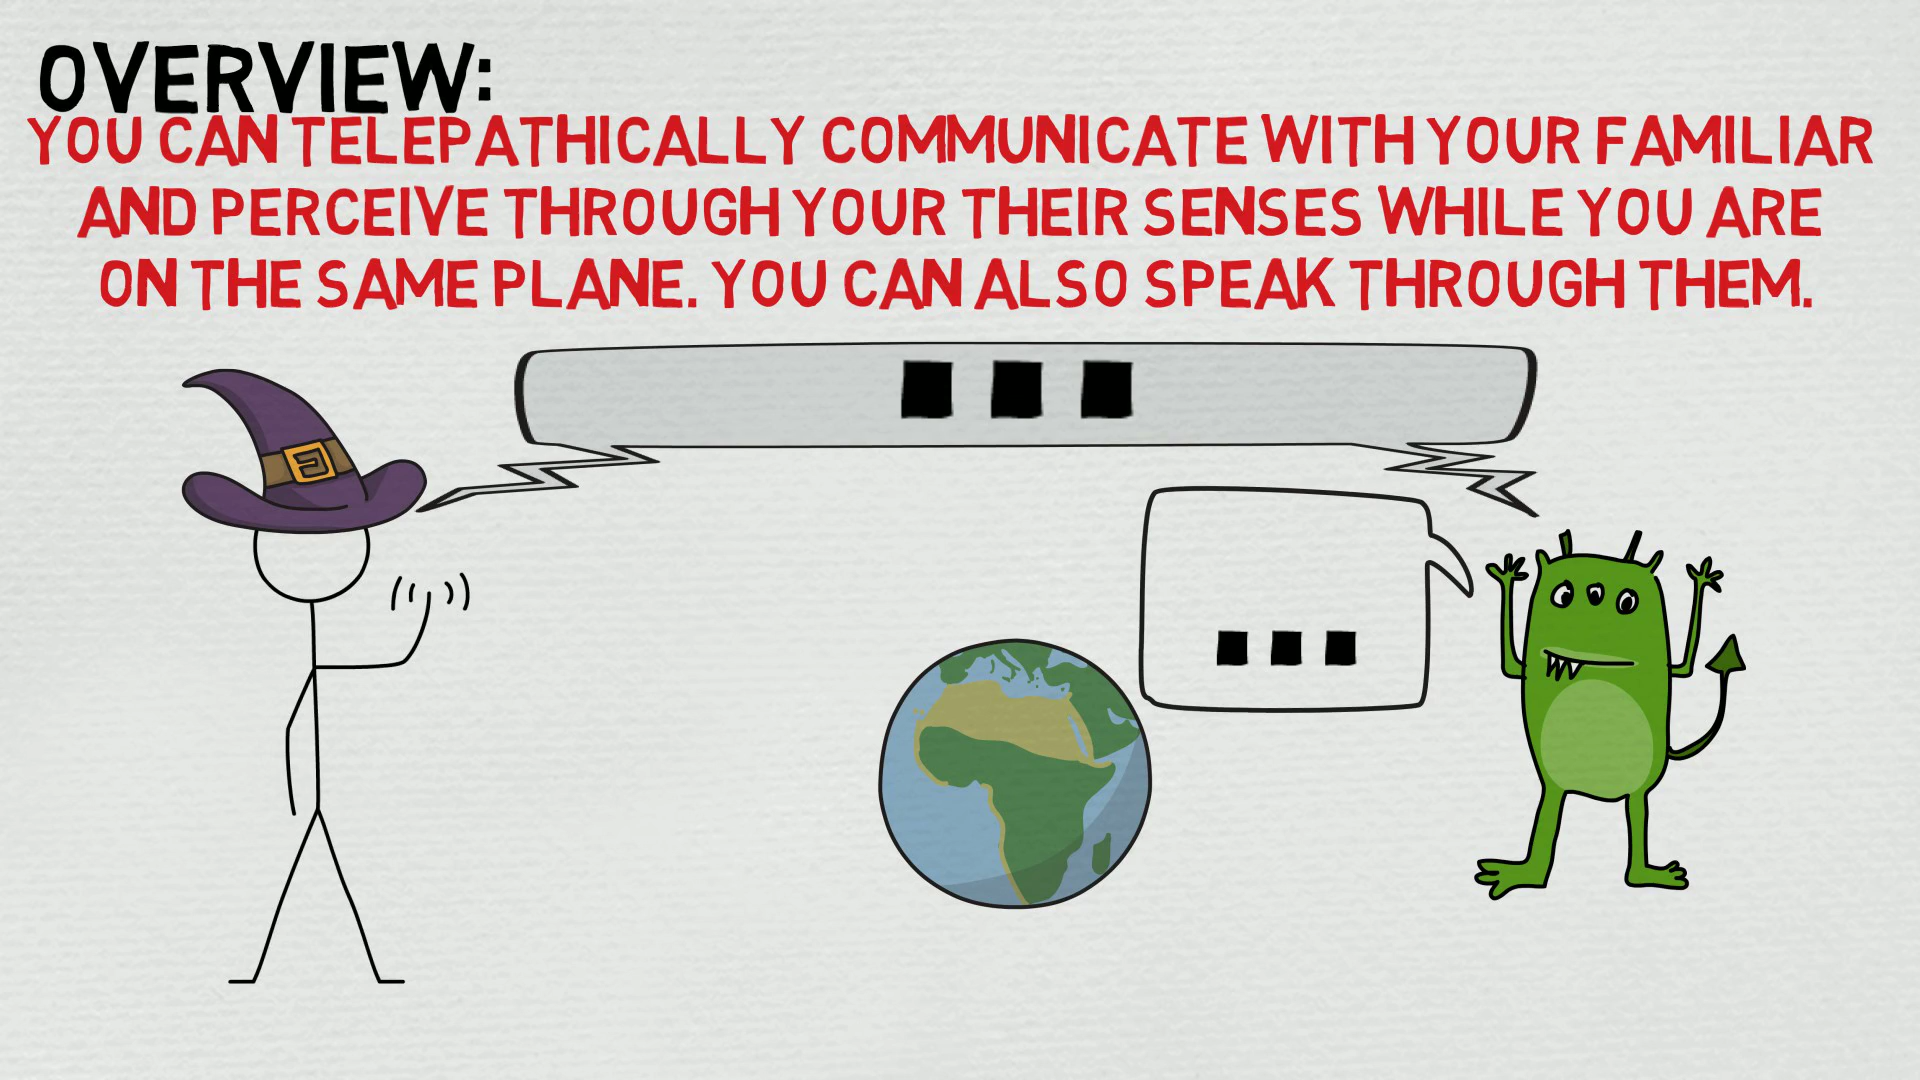 OVERVIEW:
YOU CAN TELEPATHICALLY COMMUNICATE WITH YOUR FAMILIAR
AND PERCEIVE THROUGH YOUR THEIR SENSES WHILE YOU ARE
ON THE SAME PLANE. YOU CAN ALSO SPEAK THROUGH THEM.
...
...